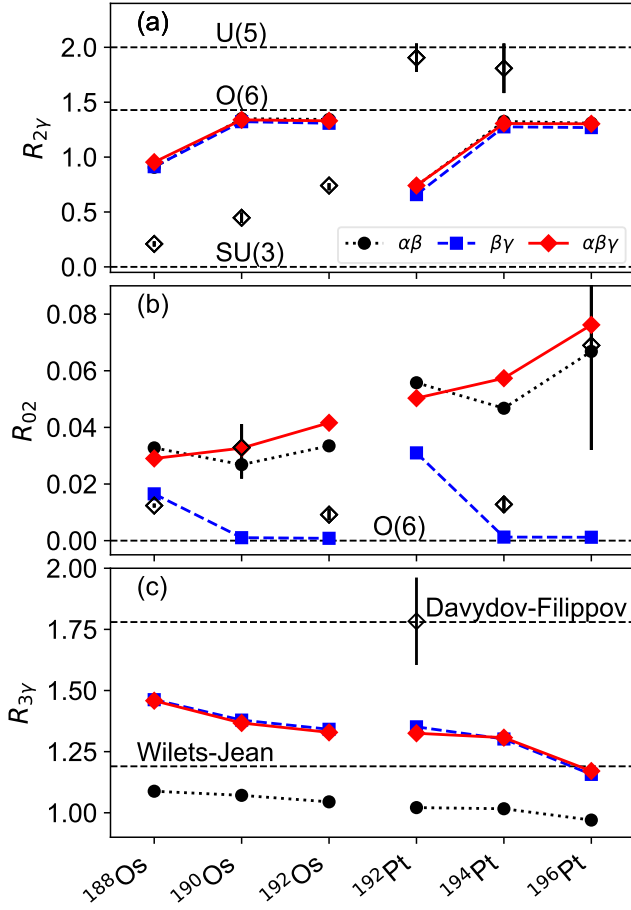 (a)
U(5)
2.0
O(6)
1.5
1.0
0.5
SU(3)
0.0
R2γ
αβ βγ αβγ
(b)
0.08
0.06
0.04
0.02
O(6)
0.00
R02
2.00
(c)
Davydov-Filippov
1.75
1.50
Wilets-Jean
1.25
1.00
R3γ
188Os 190Os 192Os 192Pt 194Pt 196Pt